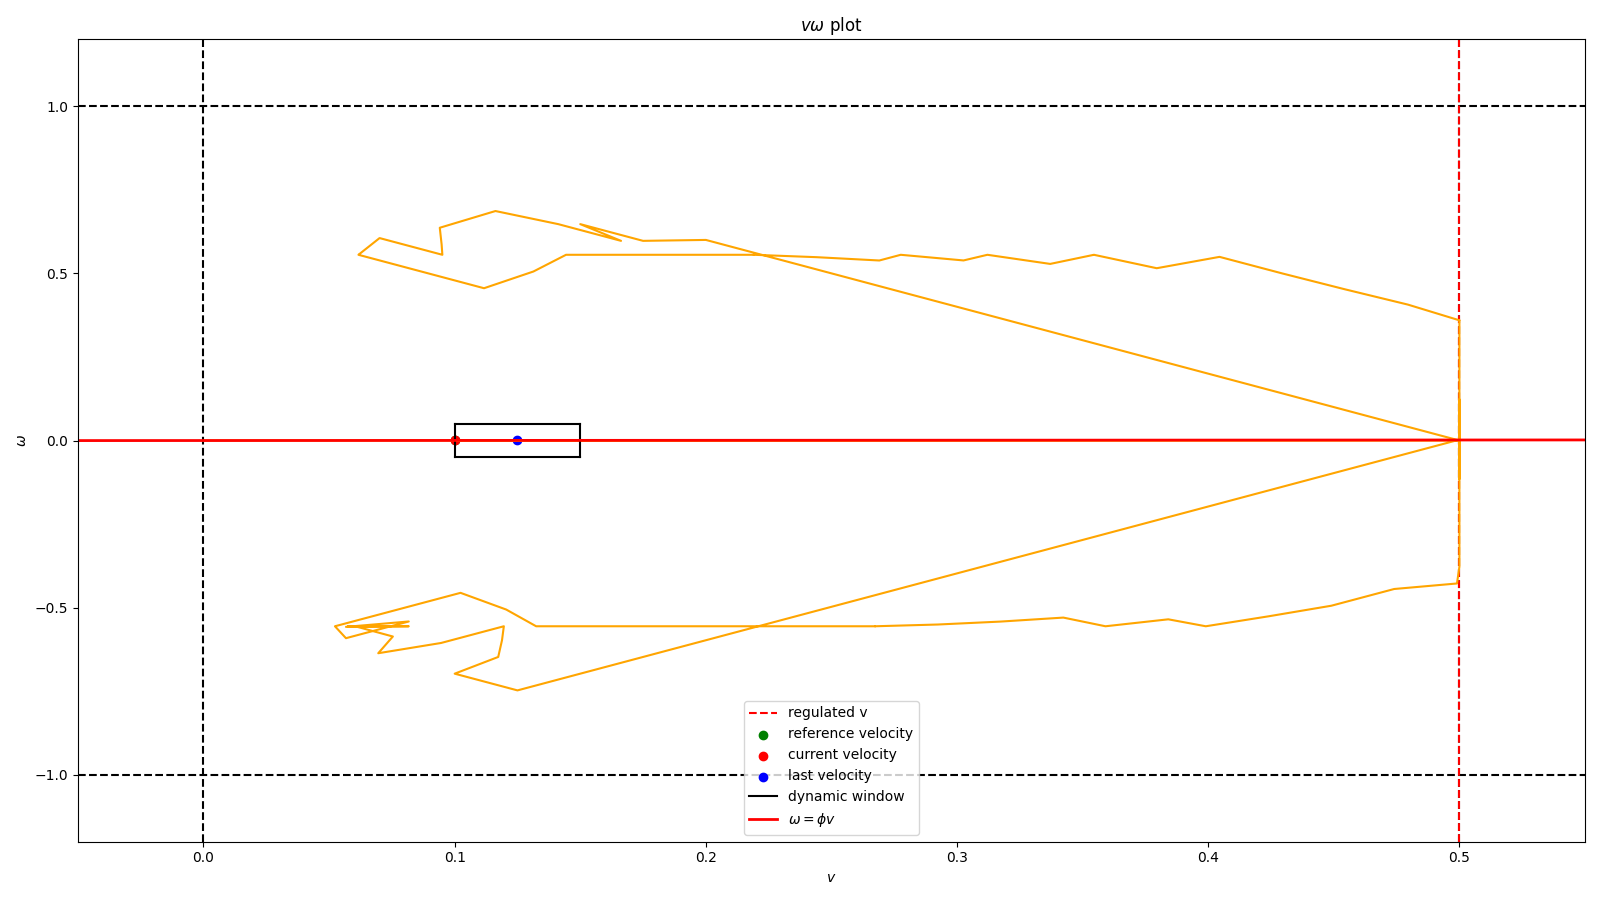 vω plot
1.0
0.5
0.0
−0.5
−1.0
ω
regulated v
reference velocity
current velocity
last velocity
dynamic window
ω = ϕv
0.0 0.1 0.2 0.3 0.4 0.5
v